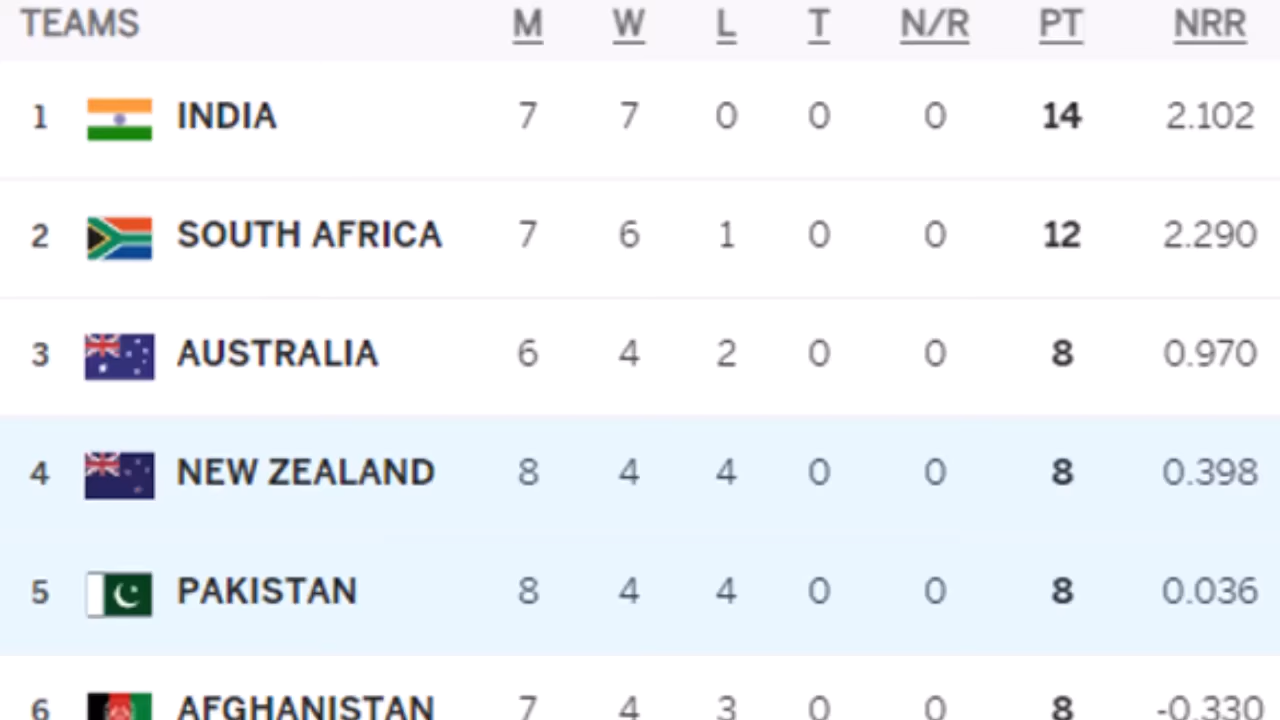 TEAMS M W L T N/R PT NRR
1 INDIA 7 7 0 0 0 14 2.102
2 SOUTH AFRICA 7 6 1 0 0 12 2.290
3 AUSTRALIA 6 4 2 0 0 8 0.970
4 NEW ZEALAND 8 4 4 0 0 8 0.398
5 PAKISTAN 8 4 4 0 0 8 0.036
6 AFGHANISTAN 7 4 3 0 0 8 -0.330